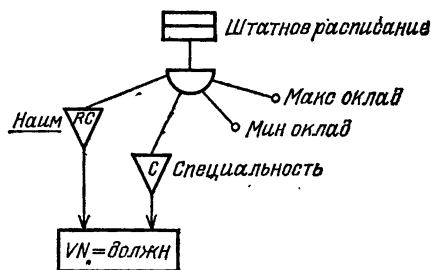 Штатное расписание
Макс оклад
Наим
RC
Мин оклад
C
Специальность
VN = должн